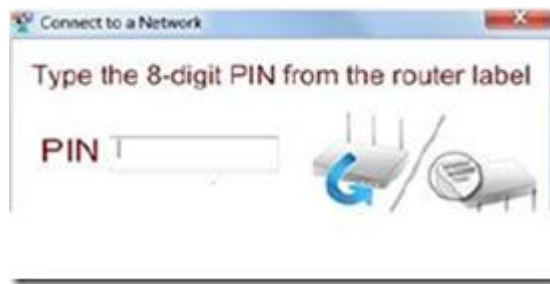 Connect to a Network
Type the 8-digit PIN from the router label
PIN